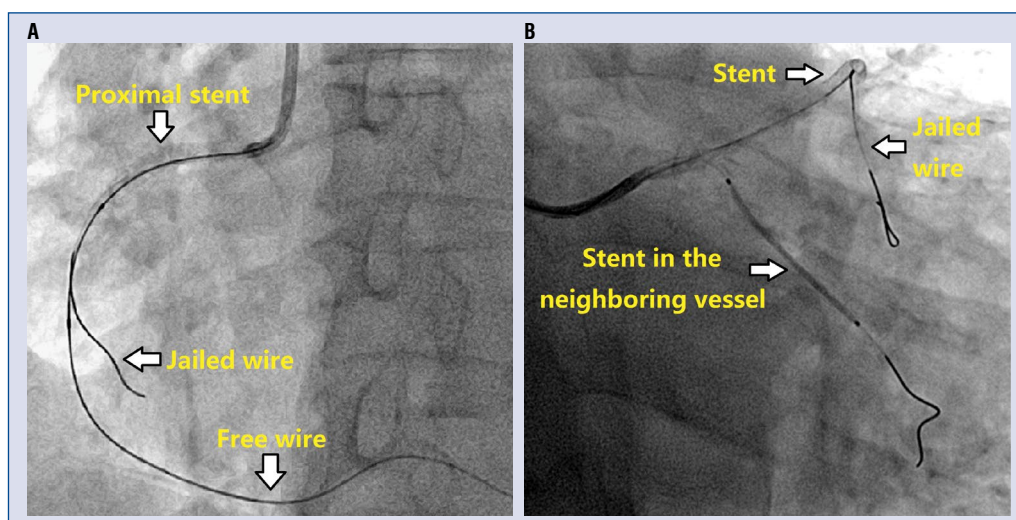 A
Proximal stent
Jailed wire
Free wire
B
Stent
Jailed
wire
Stent in the
neighboring vessel